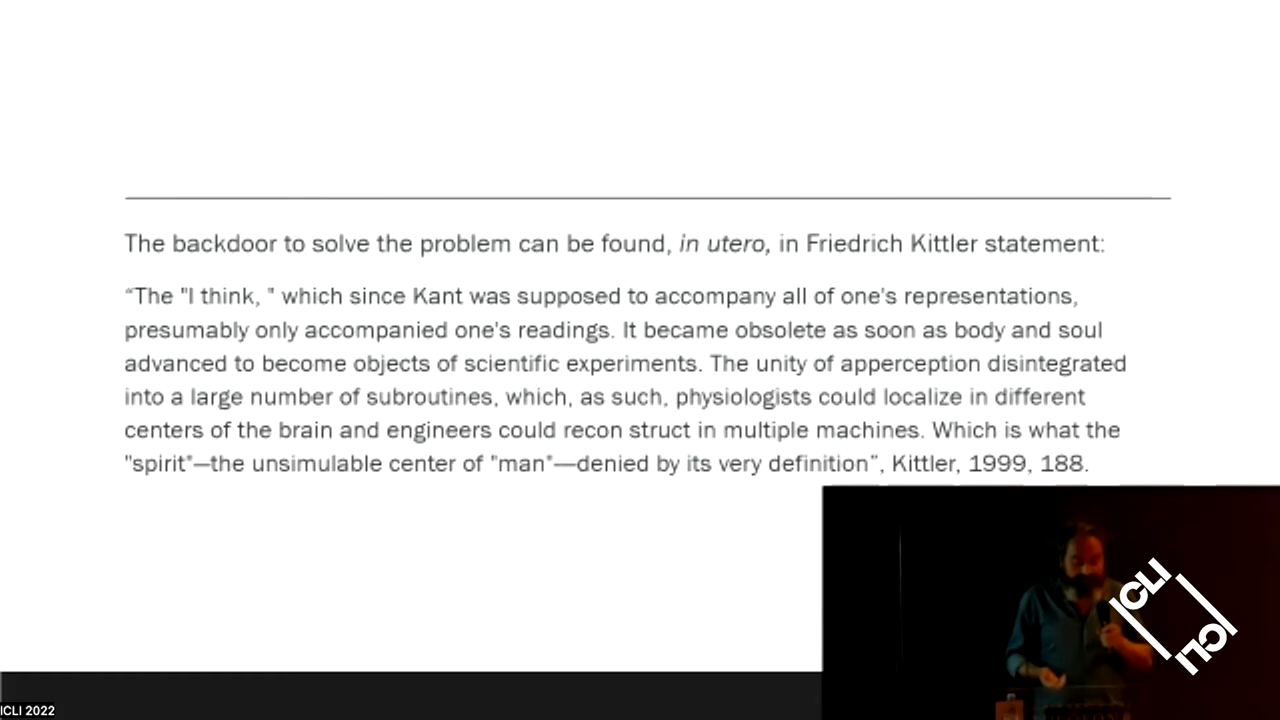 The backdoor to solve the problem can be found, in utero, in Friedrich Kittler statement:
“The "I think, " which since Kant was supposed to accompany all of one's representations,
presumably only accompanied one's readings. It became obsolete as soon as body and soul
advanced to become objects of scientific experiments. The unity of apperception disintegrated
into a large number of subroutines, which, as such, physiologists could localize in different
centers of the brain and engineers could recon struct in multiple machines. Which is what the
"spirit"—the unsimulable center of "man"—denied by its very definition”, Kittler, 1999, 188.
ICLI
ICLI
ICLI 2022